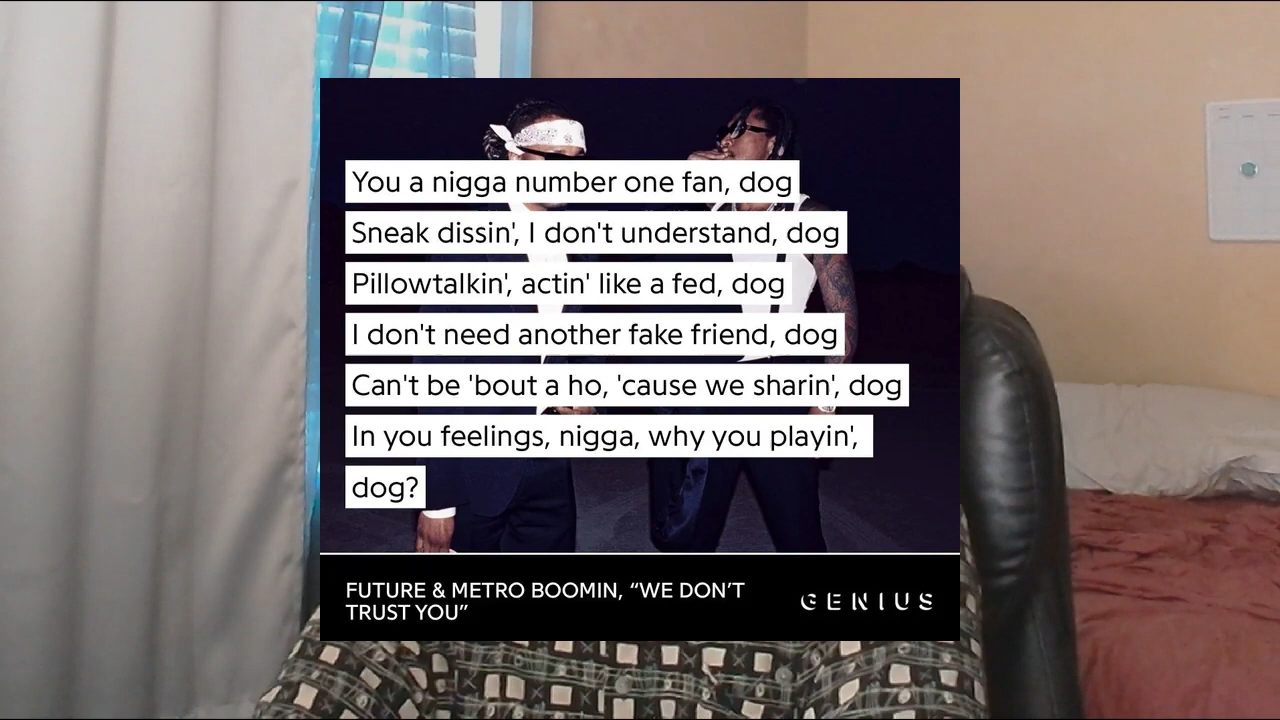 You a nigga number one fan, dog
Sneak dissin', I don't understand, dog
Pillowtalkin', actin' like a fed, dog
I don't need another fake friend, dog
Can't be 'bout a ho, 'cause we sharin', dog
In you feelings, nigga, why you playin',
dog?
FUTURE & METRO BOOMIN, “WE DON'T
TRUST YOU”
GENIUS